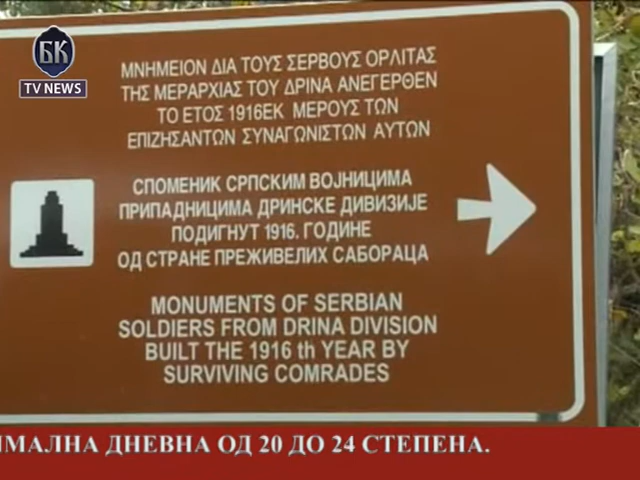 БК
TV NEWS
ΜΝΗΜΕΙΟΝ ΔΙΑ ΤΟΥΣ ΣΕΡΒΟΥΣ ΟΡΛΙΤΑΣ
ΤΗΣ ΜΕΡΑΡΧΙΑΣ ΤΟΥ ΔΡΙΝΑ ΑΝΕΓΕΡΘΕΝ
ΤΟ ΕΤΟΣ 1916ΕΚ ΜΕΡΟΥΣ ΤΩΝ
ΕΠΙΖΗΣΑΝΤΩΝ ΣΥΝΑΓΩΝΙΣΤΩΝ ΑΥΤΩΝ
СПОМЕНИК СРПСКИМ ВОЈНИЦИМА
ПРИПАДНИЦИМА ДРИНСКЕ ДИВИЗИЈЕ
ПОДИГНУТ 1916. ГОДИНЕ
ОД СТРАНЕ ПРЕЖИВЕЛИХ САБОРАЦА
MONUMENTS OF SERBIAN
SOLDIERS FROM DRINA DIVISION
BUILT THE 1916 th YEAR BY
SURVIVING COMRADES
ИМАЛНА ДНЕВНА ОД 20 ДО 24 СТЕПЕНА.